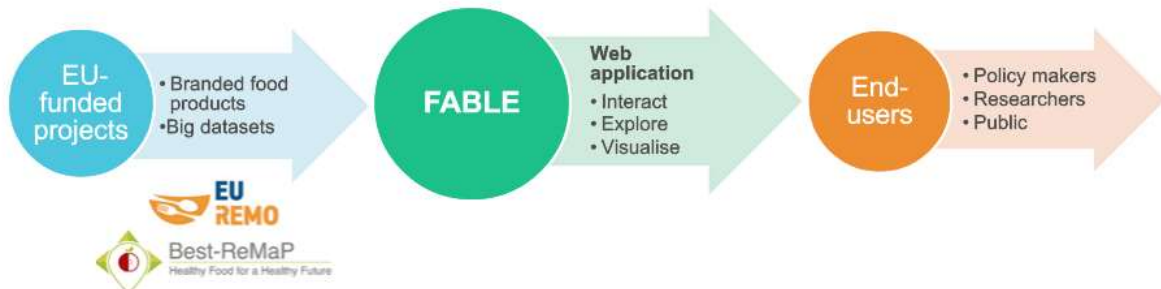 EU-
funded
projects
• Branded food
products
•Big datasets
FABLE
Web
application
• Interact
• Explore
• Visualise
End-
users
• Policy makers
• Researchers
• Public
EU
REMO
Best-ReMaP
Healthy Food for a Healthy Future